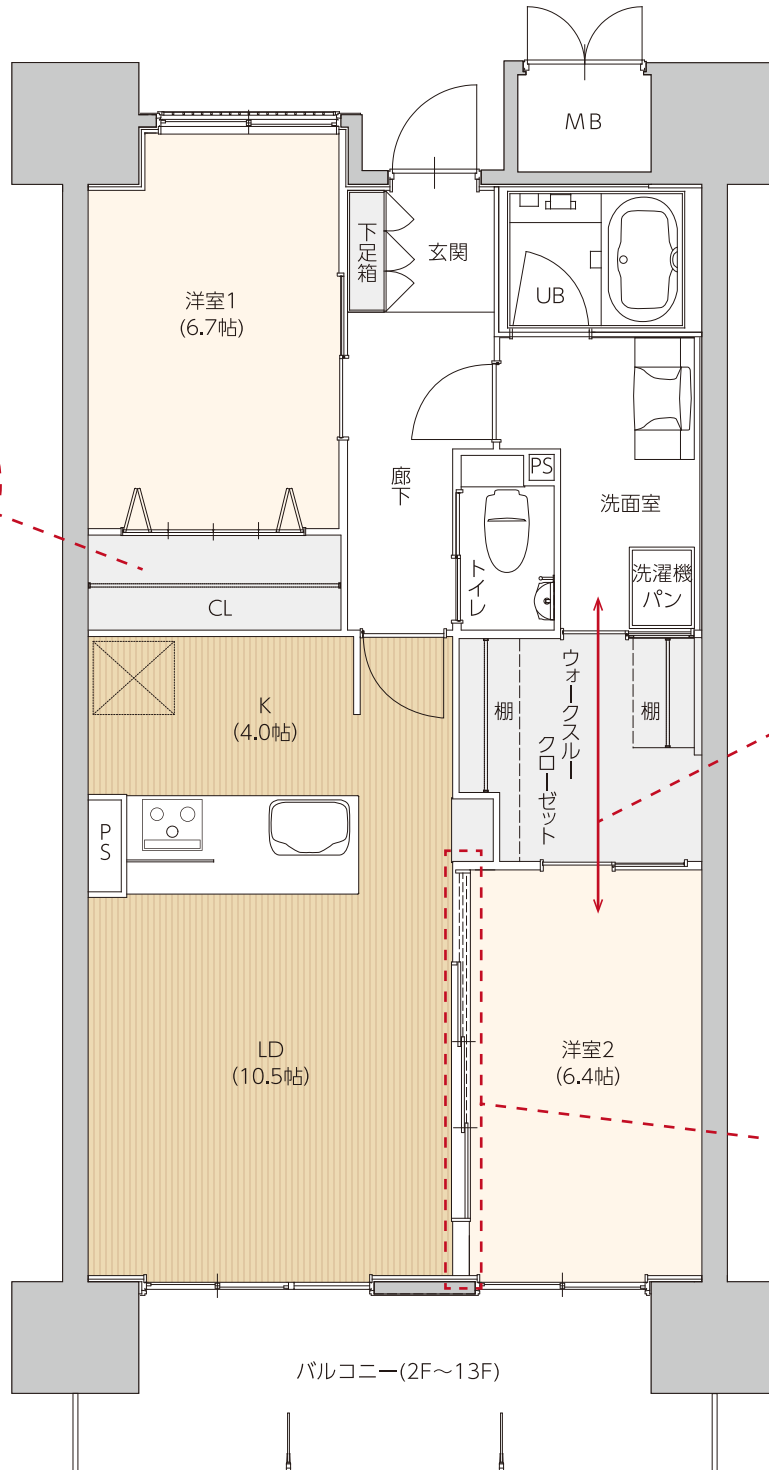 MB
下足箱
玄関
洋室1
(6.7帖)
UB
PS
廊下
洗面室
トイレ
洗濯機
パン
CL
K
(4.0帖)
棚
ウォークスルー
クローゼット
棚
PS
LD
(10.5帖)
洋室2
(6.4帖)
バルコニー(2F〜13F)